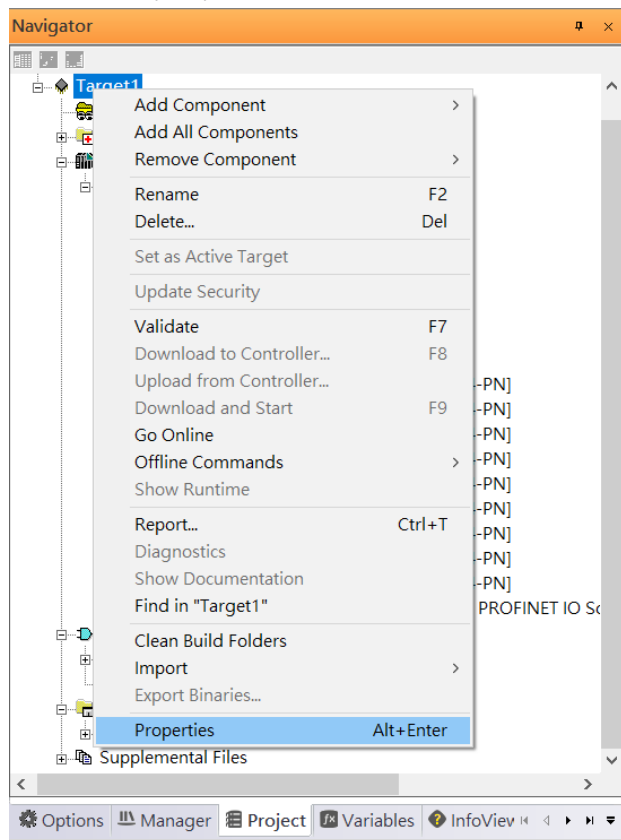 Navigator
Target1
Add Component
Add All Components
Remove Component
Rename F2
Delete... Del
Set as Active Target
Update Security
Validate F7
Download to Controller... F8
Upload from Controller...
-PN]
Download and Start F9
-PN]
Go Online
-PN]
Offline Commands
-PN]
Show Runtime
-PN]
Report... Ctrl+T
-PN]
Diagnostics
-PN]
Show Documentation
-PN]
Find in "Target1"
PROFINET IO Sc
Clean Build Folders
Import
Export Binaries...
Properties Alt+Enter
Supplemental Files
Options Manager Project Variables InfoView